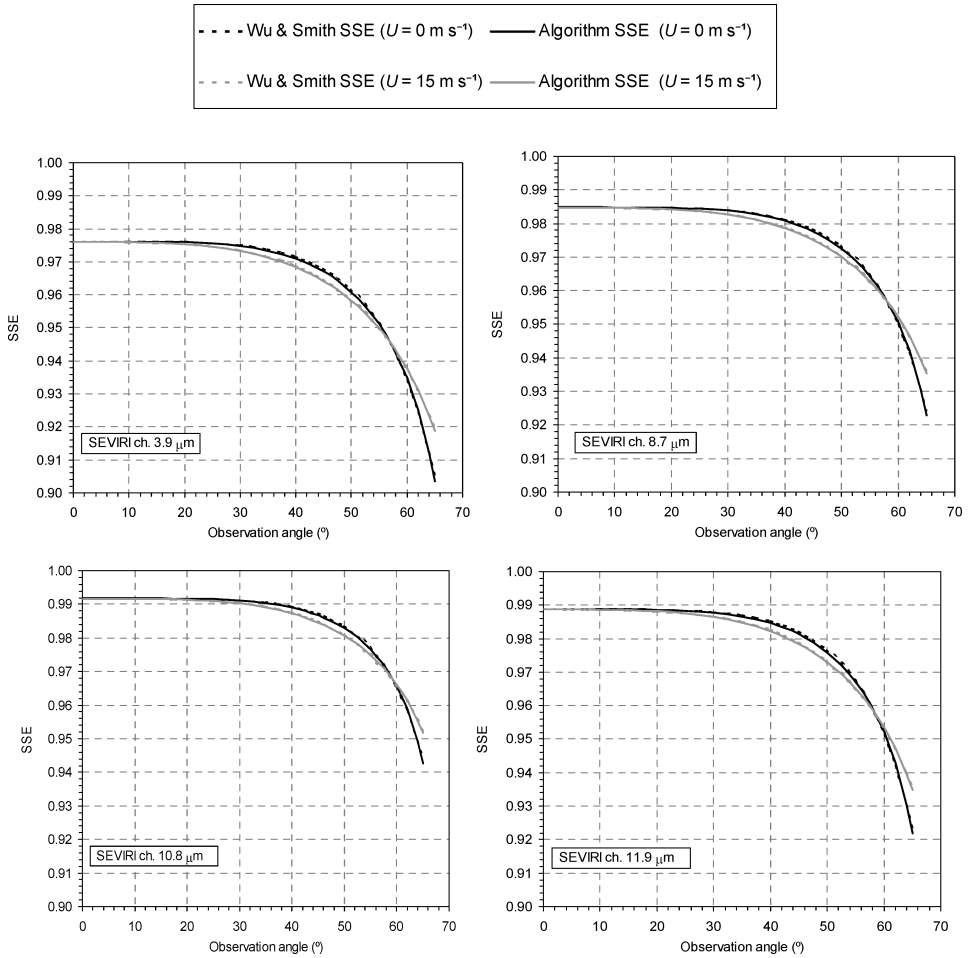 Wu & Smith SSE (U = 0 m s⁻¹) Algorithm SSE (U = 0 m s⁻¹)
Wu & Smith SSE (U = 15 m s⁻¹) Algorithm SSE (U = 15 m s⁻¹)
1.00
0.99
0.98
0.97
0.96
0.95
0.94
0.93
0.92
0.91
0.90
SSE
SEVIRI ch. 3.9 μm
0 10 20 30 40 50 60 70
Observation angle (º)
1.00
0.99
0.98
0.97
0.96
0.95
0.94
0.93
0.92
0.91
0.90
SSE
SEVIRI ch. 8.7 μm
0 10 20 30 40 50 60 70
Observation angle (º)
1.00
0.99
0.98
0.97
0.96
0.95
0.94
0.93
0.92
0.91
0.90
SSE
SEVIRI ch. 10.8 μm
0 10 20 30 40 50 60 70
Observation angle (º)
1.00
0.99
0.98
0.97
0.96
0.95
0.94
0.93
0.92
0.91
0.90
SSE
SEVIRI ch. 11.9 μm
0 10 20 30 40 50 60 70
Observation angle (º)